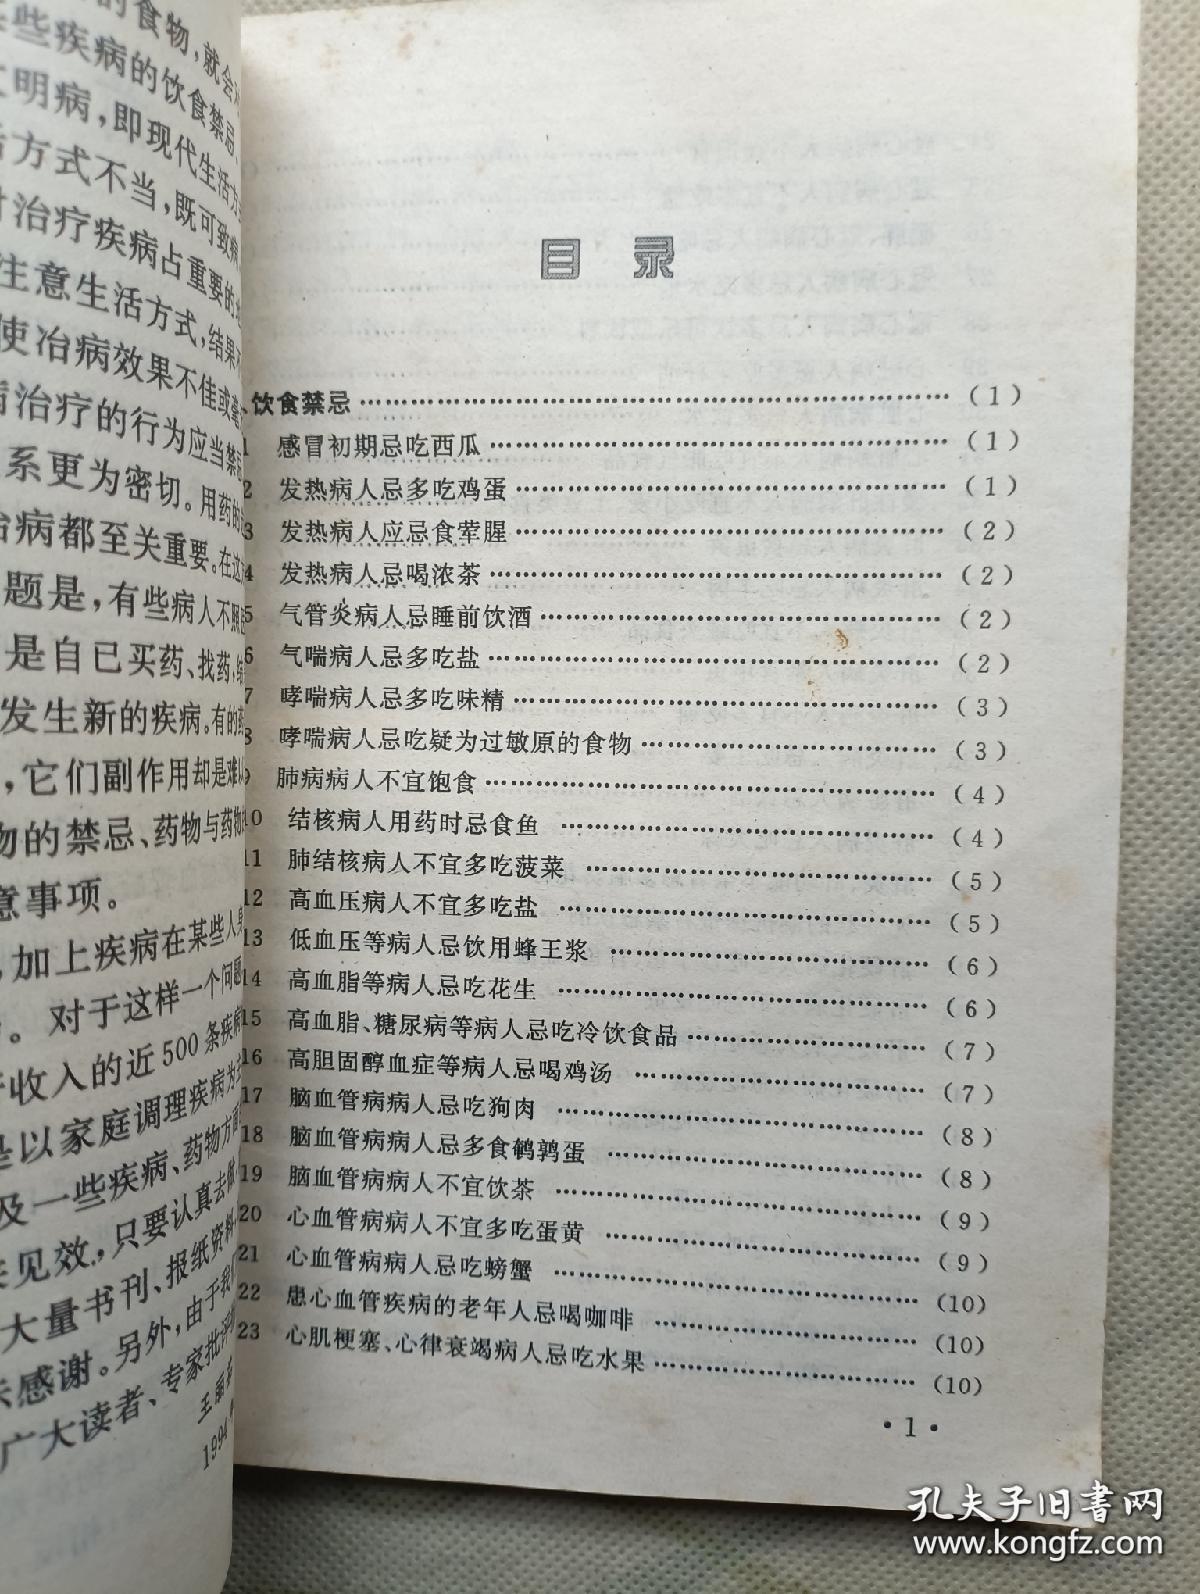 的食物,就会
些疾病的饮食禁忌
明病,即现代生活方
方式不当,既可致病
治疗疾病占重要的
注意生活方式,结果
使治病效果不佳或
治疗的行为应当禁忌
系更为密切。用药的
病都至关重要。在这
题是,有些病人不照
是自已买药、找药,结
发生新的疾病。有的药
,它们副作用却是难以
物的禁忌、药物与药物
意事项。
加上疾病在某些人身
。对于这样一个问题
收入的近500条疾病
是以家庭调理疾病为主
及一些疾病、药物方面
见效,只要认真去做
大量书刊、报纸资料
感谢。另外,由于我
广大读者、专家批评
王丽
1994
目录
饮食禁忌……(1)
1 感冒初期忌吃西瓜……(1)
2 发热病人忌多吃鸡蛋……(1)
3 发热病人应忌食荤腥……(2)
4 发热病人忌喝浓茶……(2)
5 气管炎病人忌睡前饮酒……(2)
6 气喘病人忌多吃盐……(2)
7 哮喘病人忌多吃味精……(3)
8 哮喘病人忌吃疑为过敏原的食物……(3)
9 肺病病人不宜饱食……(4)
10 结核病人用药时忌食鱼……(4)
11 肺结核病人不宜多吃菠菜……(5)
12 高血压病人不宜多吃盐……(5)
13 低血压等病人忌饮用蜂王浆……(6)
14 高血脂等病人忌吃花生……(6)
15 高血脂、糖尿病等病人忌吃冷饮食品……(7)
16 高胆固醇血症等病人忌喝鸡汤……(7)
17 脑血管病病人忌吃狗肉……(8)
18 脑血管病病人忌多食鹌鹑蛋……(8)
19 脑血管病病人不宜饮茶……(9)
20 心血管病病人不宜多吃蛋黄……(9)
21 心血管病病人忌吃螃蟹……(10)
22 患心血管疾病的老年人忌喝咖啡……(10)
23 心肌梗塞、心律衰竭病人忌吃水果……(10)
·1·
孔夫子旧书网
www.kongfz.com